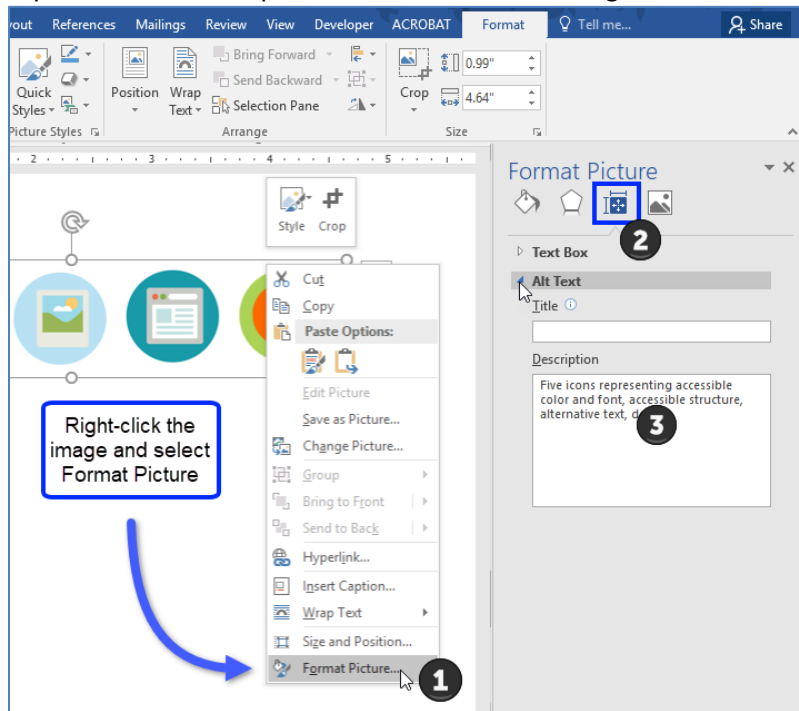 yout References Mailings Review View Developer ACROBAT Format Tell me... Share
Quick Styles
Position
Wrap Text
Bring Forward
Send Backward
Selection Pane
Crop
0.99"
4.64"
Picture Styles Arrange Size
2 3 4 5
Style Crop
Cut
Copy
Paste Options:
Edit Picture
Save as Picture...
Change Picture...
Group
Bring to Front
Send to Back
Hyperlink...
Insert Caption...
Wrap Text
Size and Position...
Format Picture...
1
Right-click the
image and select
Format Picture
Format Picture
2
Text Box
Alt Text
Title
Description
Five icons representing accessible
color and font, accessible structure,
alternative text,
3